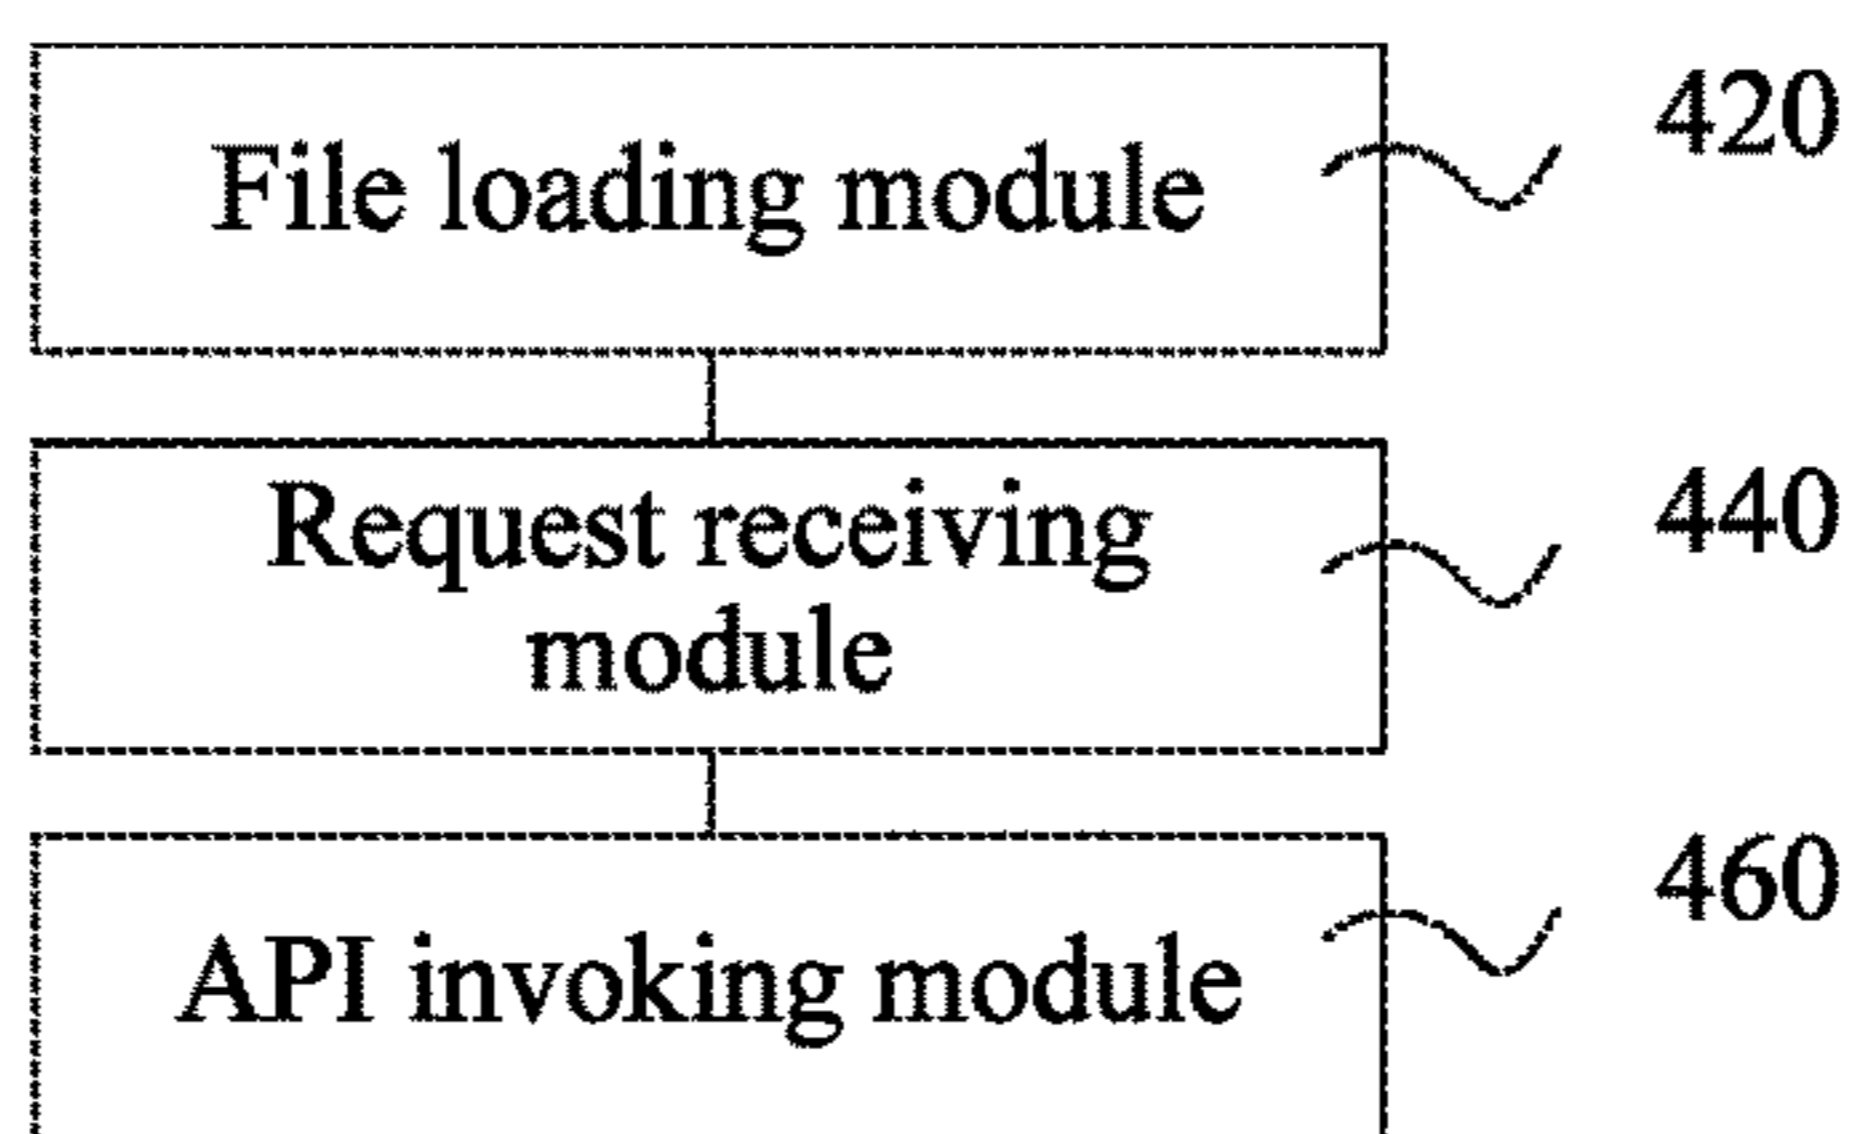 File loading module
420
Request receiving
module
440
API invoking module
460